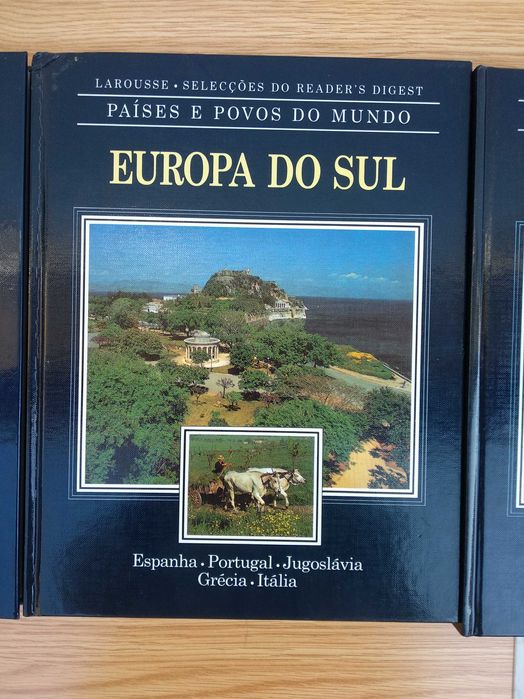 LAROUSSE • SELECÇÕES DO READER'S DIGEST
PAÍSES E POVOS DO MUNDO
EUROPA DO SUL
Espanha • Portugal • Jugoslávia
Grécia • Itália